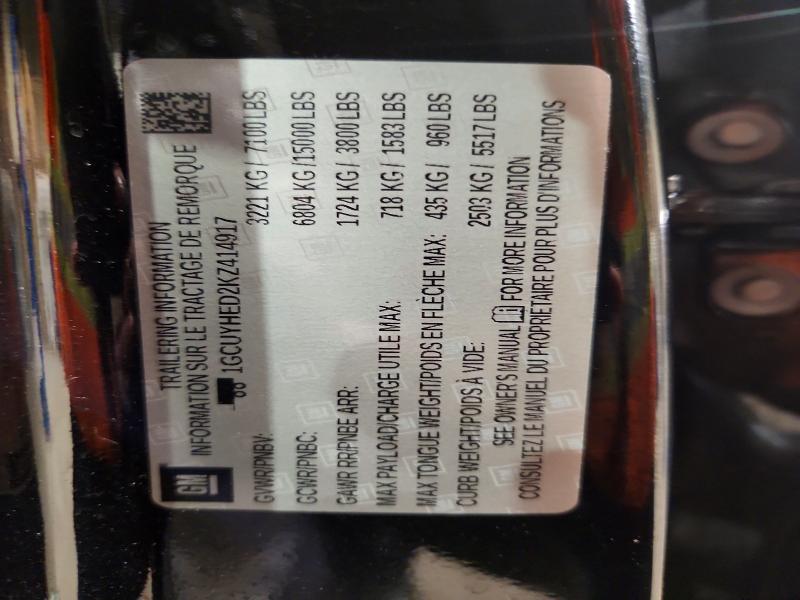 GM
TRAILERING INFORMATION
INFORMATION SUR LE TRACTAGE DE REMORQUE
1GCUYHED2KZ414917
GVWR/PNBV: 3221 KG / 7100 LBS
GCWR/PNBC: 6804 KG / 15000 LBS
GAWR RR/PNBE ARR: 1724 KG / 3800 LBS
MAX PAYLOAD/CHARGE UTILE MAX: 718 KG / 1583 LBS
MAX TONGUE WEIGHT/POIDS EN FLÈCHE MAX: 435 KG / 960 LBS
CURB WEIGHT/POIDS À VIDE: 2503 KG / 5517 LBS
SEE OWNER'S MANUAL FOR MORE INFORMATION
CONSULTEZ LE MANUEL DU PROPRIETAIRE POUR PLUS D'INFORMATIONS